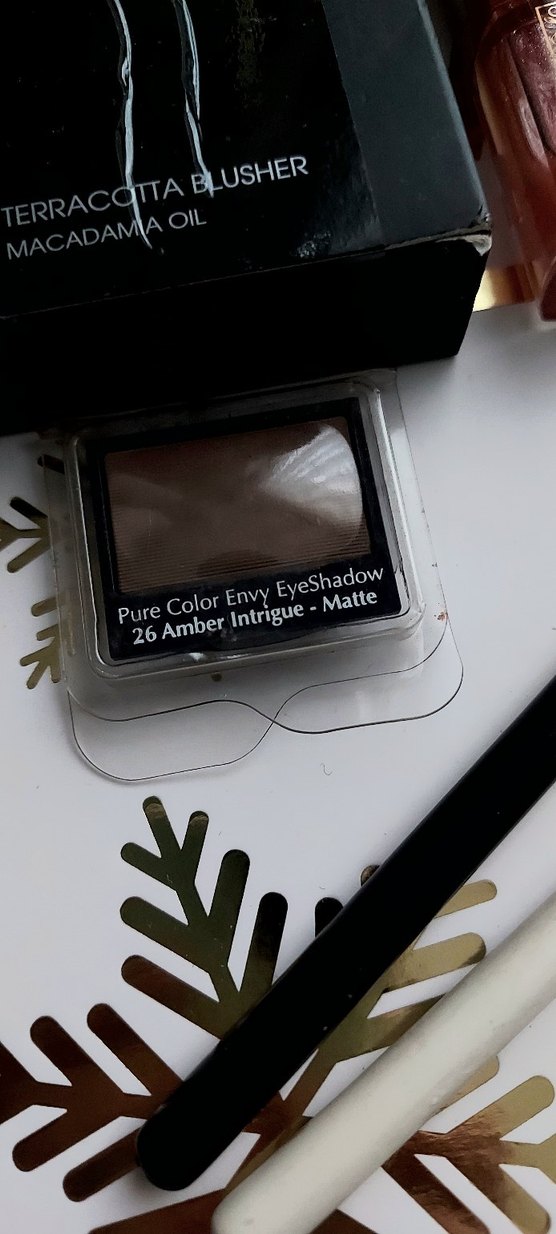 TERRACOTTA BLUSHER
MACADAMIA OIL
Pure Color Envy EyeShadow
26 Amber Intrigue - Matte